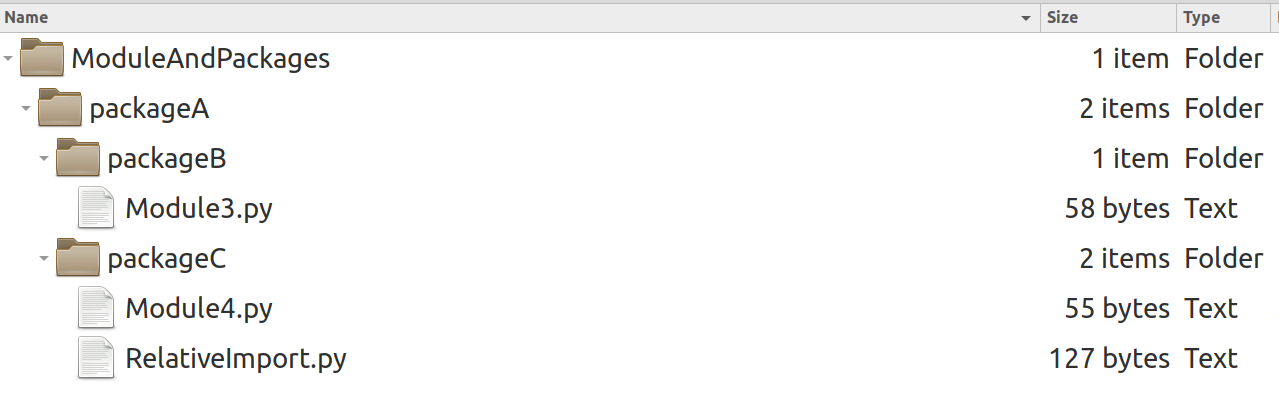 Name Size Type
ModuleAndPackages 1 item Folder
packageA 2 items Folder
packageB 1 item Folder
Module3.py 58 bytes Text
packageC 2 items Folder
Module4.py 55 bytes Text
RelativeImport.py 127 bytes Text